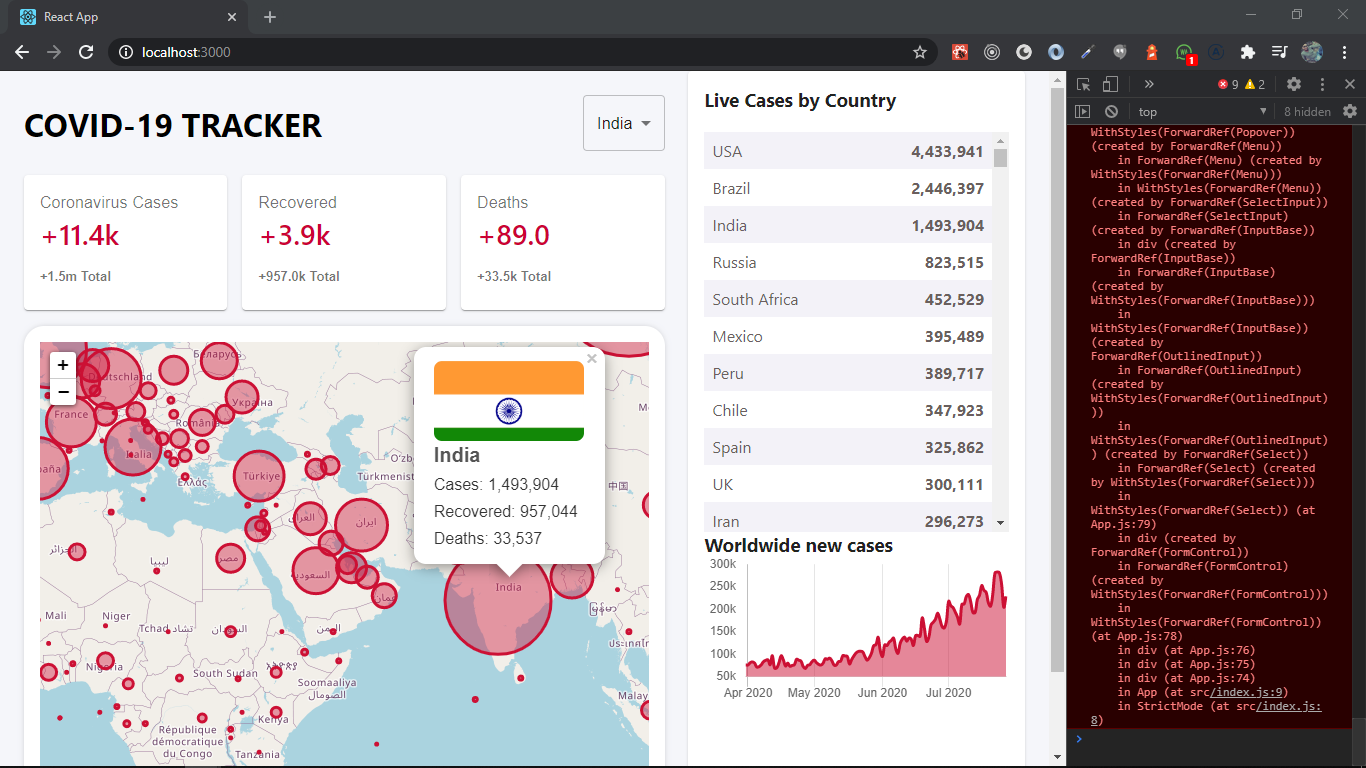 React App
localhost:3000
1
COVID-19 TRACKER
India
Coronavirus Cases
+11.4k
+1.5m Total
Recovered
+3.9k
+957.0k Total
Deaths
+89.0
+33.5k Total
+
−
Беларусь
Deutschland
Україна
France
România
Italia
Ελλάς
Türkiye
العراق
ایران
الجزائر
ليبيا
مصر
السعودية
عمان
中国
India
Mali
Niger
Tchad تشاد
السودان
اليمن
Nigeria
South Sudan
Soomaaliya
الصومال
Kenya
République
démocratique
du Congo
Tanzania
×
India
Cases: 1,493,904
Recovered: 957,044
Deaths: 33,537
Live Cases by Country
USA 4,433,941
Brazil 2,446,397
India 1,493,904
Russia 823,515
South Africa 452,529
Mexico 395,489
Peru 389,717
Chile 347,923
Spain 325,862
UK 300,111
Iran 296,273
Worldwide new cases
300k
250k
200k
150k
100k
50k
Apr 2020 May 2020 Jun 2020 Jul 2020
9 2
top 8 hidden
WithStyles(ForwardRef(Popover))
(created by ForwardRef(Menu))
in ForwardRef(Menu) (created by
WithStyles(ForwardRef(Menu)))
in WithStyles(ForwardRef(Menu))
(created by ForwardRef(SelectInput))
in ForwardRef(SelectInput)
(created by ForwardRef(InputBase))
in div (created by
ForwardRef(InputBase))
in ForwardRef(InputBase)
(created by
WithStyles(ForwardRef(InputBase)))
in
WithStyles(ForwardRef(InputBase))
(created by
ForwardRef(OutlinedInput))
in ForwardRef(OutlinedInput)
(created by
WithStyles(ForwardRef(OutlinedInput)
))
in
WithStyles(ForwardRef(OutlinedInput)
) (created by ForwardRef(Select))
in ForwardRef(Select) (created
by WithStyles(ForwardRef(Select)))
in
WithStyles(ForwardRef(Select)) (at
App.js:79)
in div (created by
ForwardRef(FormControl))
in ForwardRef(FormControl)
(created by
WithStyles(ForwardRef(FormControl)))
in
WithStyles(ForwardRef(FormControl))
(at App.js:78)
in div (at App.js:76)
in div (at App.js:75)
in div (at App.js:74)
in App (at src/index.js:9)
in StrictMode (at src/index.js:
8)